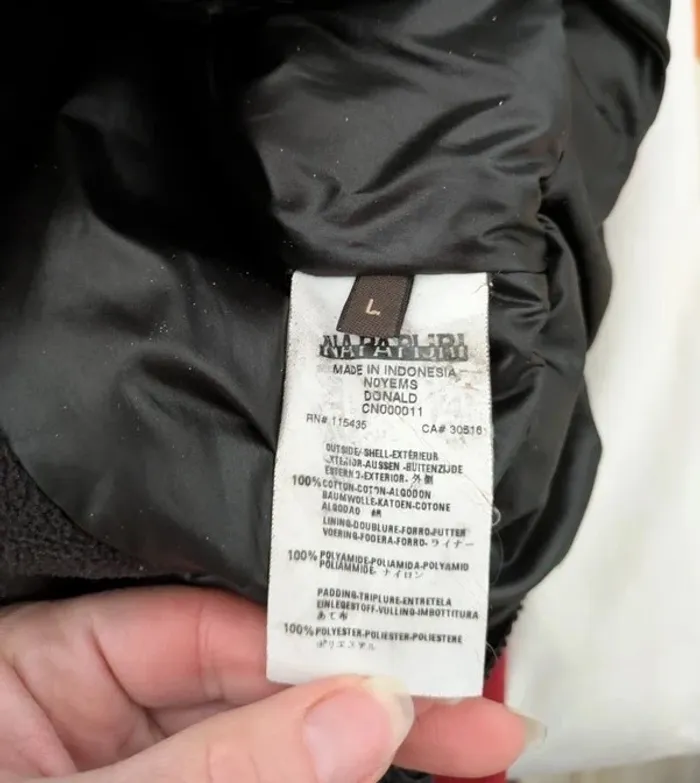 L
NAPAPIJRI
MADE IN INDONESIA
N0YEMS
DONALD
CN000011
RN# 115435 CA# 30516
OUTSIDE/SHELL-EXTÉRIEUR
EXTERIOR-AUSSEN-BUITENZIJDE
ESTERNO-EXTERIOR- 外側
100% COTTON-COTON-ALGODON
BAUMWOLLE-KATOEN-COTONE
ALGODAO 綿
LINING-DOUBLURE-FORRO-FUTTER
VOERING-FODERA-FORRO- ライナー
100% POLYAMIDE-POLIAMIDA-POLYAMID
POLIAMMIDE- ナイロン
PADDING-TRIPLURE-ENTRETELA
EINLEGESTOFF-VULLING-IMBOTTITURA
あて布
100% POLYESTER-POLIESTER-POLIESTERE
ポリエステル